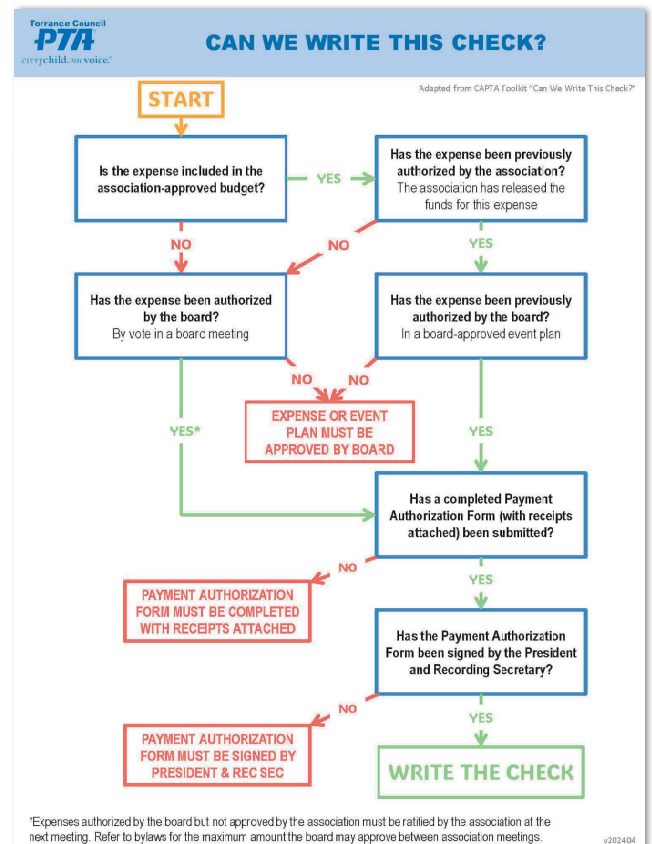 Torrance Council
PTA
everychild. onevoice.®
CAN WE WRITE THIS CHECK?
Adapted from CAPTA Toolkit "Can We Write This Check?"
START
Is the expense included in the
association-approved budget?
YES
Has the expense been previously
authorized by the association?
The association has released the
funds for this expense
NO
NO
YES
Has the expense been authorized
by the board?
By vote in a board meeting
Has the expense been previously
authorized by the board?
In a board-approved event plan
NO
NO
EXPENSE OR EVENT
PLAN MUST BE
APPROVED BY BOARD
YES*
YES
Has a completed Payment
Authorization Form (with receipts
attached) been submitted?
NO
YES
PAYMENT AUTHORIZATION
FORM MUST BE COMPLETED
WITH RECEIPTS ATTACHED
Has the Payment Authorization
Form been signed by the President
and Recording Secretary?
NO
YES
PAYMENT AUTHORIZATION
FORM MUST BE SIGNED BY
PRESIDENT & REC SEC
WRITE THE CHECK
*Expenses authorized by the board but not approved by the association must be ratified by the association at the
next meeting. Refer to bylaws for the maximum amount the board may approve between association meetings.
v202404